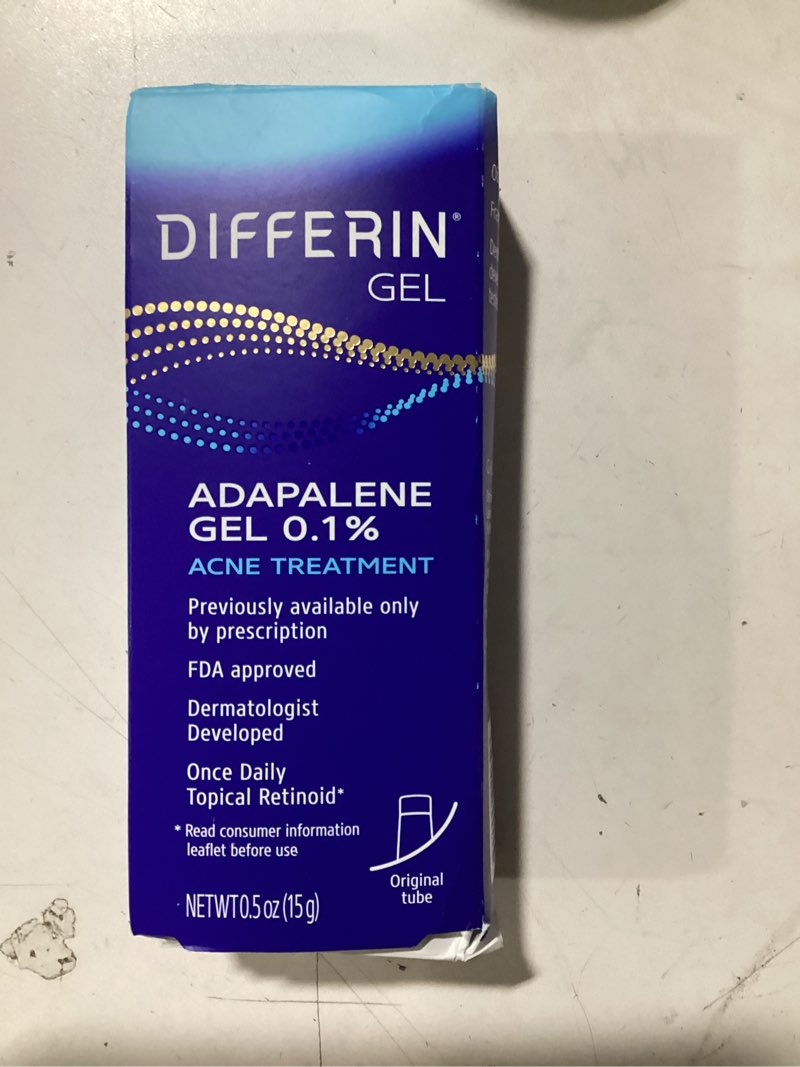 DIFFERIN®
GEL
ADAPALENE
GEL 0.1%
ACNE TREATMENT
Previously available only
by prescription
FDA approved
Dermatologist
Developed
Once Daily
Topical Retinoid*
* Read consumer information
leaflet before use
Original
tube
NET WT 0.5 oz (15 g)